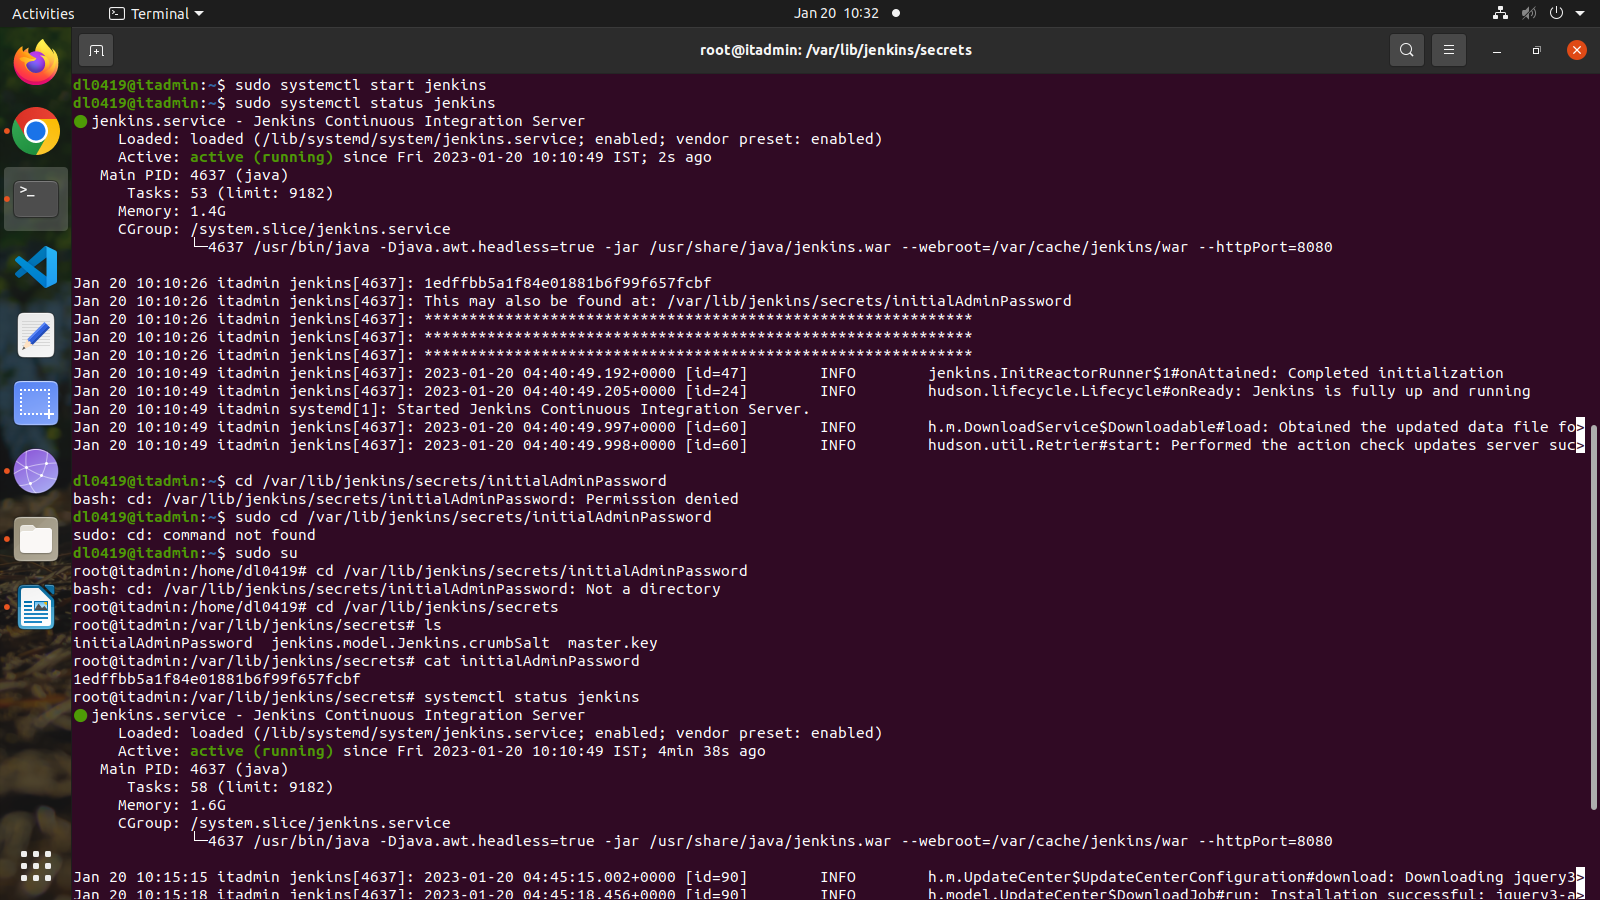 Activities Terminal Jan 20 10:32
root@itadmin: /var/lib/jenkins/secrets
dl0419@itadmin:~$ sudo systemctl start jenkins
dl0419@itadmin:~$ sudo systemctl status jenkins
jenkins.service - Jenkins Continuous Integration Server
Loaded: loaded (/lib/systemd/system/jenkins.service; enabled; vendor preset: enabled)
Active: active (running) since Fri 2023-01-20 10:10:49 IST; 2s ago
Main PID: 4637 (java)
Tasks: 53 (limit: 9182)
Memory: 1.4G
CGroup: /system.slice/jenkins.service
└─4637 /usr/bin/java -Djava.awt.headless=true -jar /usr/share/java/jenkins.war --webroot=/var/cache/jenkins/war --httpPort=8080
Jan 20 10:10:26 itadmin jenkins[4637]: 1edffbb5a1f84e01881b6f99f657fcbf
Jan 20 10:10:26 itadmin jenkins[4637]: This may also be found at: /var/lib/jenkins/secrets/initialAdminPassword
Jan 20 10:10:26 itadmin jenkins[4637]: *************************************************************
Jan 20 10:10:26 itadmin jenkins[4637]: *************************************************************
Jan 20 10:10:26 itadmin jenkins[4637]: *************************************************************
Jan 20 10:10:49 itadmin jenkins[4637]: 2023-01-20 04:40:49.192+0000 [id=47] INFO jenkins.InitReactorRunner$1#onAttained: Completed initialization
Jan 20 10:10:49 itadmin jenkins[4637]: 2023-01-20 04:40:49.205+0000 [id=24] INFO hudson.lifecycle.Lifecycle#onReady: Jenkins is fully up and running
Jan 20 10:10:49 itadmin systemd[1]: Started Jenkins Continuous Integration Server.
Jan 20 10:10:49 itadmin jenkins[4637]: 2023-01-20 04:40:49.997+0000 [id=60] INFO h.m.DownloadService$Downloadable#load: Obtained the updated data file fo>
Jan 20 10:10:49 itadmin jenkins[4637]: 2023-01-20 04:40:49.998+0000 [id=60] INFO hudson.util.Retrier#start: Performed the action check updates server suc>
dl0419@itadmin:~$ cd /var/lib/jenkins/secrets/initialAdminPassword
bash: cd: /var/lib/jenkins/secrets/initialAdminPassword: Permission denied
dl0419@itadmin:~$ sudo cd /var/lib/jenkins/secrets/initialAdminPassword
sudo: cd: command not found
dl0419@itadmin:~$ sudo su
root@itadmin:/home/dl0419# cd /var/lib/jenkins/secrets/initialAdminPassword
bash: cd: /var/lib/jenkins/secrets/initialAdminPassword: Not a directory
root@itadmin:/home/dl0419# cd /var/lib/jenkins/secrets
root@itadmin:/var/lib/jenkins/secrets# ls
initialAdminPassword jenkins.model.Jenkins.crumbSalt master.key
root@itadmin:/var/lib/jenkins/secrets# cat initialAdminPassword
1edffbb5a1f84e01881b6f99f657fcbf
root@itadmin:/var/lib/jenkins/secrets# systemctl status jenkins
jenkins.service - Jenkins Continuous Integration Server
Loaded: loaded (/lib/systemd/system/jenkins.service; enabled; vendor preset: enabled)
Active: active (running) since Fri 2023-01-20 10:10:49 IST; 4min 38s ago
Main PID: 4637 (java)
Tasks: 58 (limit: 9182)
Memory: 1.6G
CGroup: /system.slice/jenkins.service
└─4637 /usr/bin/java -Djava.awt.headless=true -jar /usr/share/java/jenkins.war --webroot=/var/cache/jenkins/war --httpPort=8080
Jan 20 10:15:15 itadmin jenkins[4637]: 2023-01-20 04:45:15.002+0000 [id=90] INFO h.m.UpdateCenter$UpdateCenterConfiguration#download: Downloading jquery3>
Jan 20 10:15:18 itadmin jenkins[4637]: 2023-01-20 04:45:18.456+0000 [id=90] INFO h.model.UpdateCenter$DownloadJob#run: Installation successful: jquery3-a>